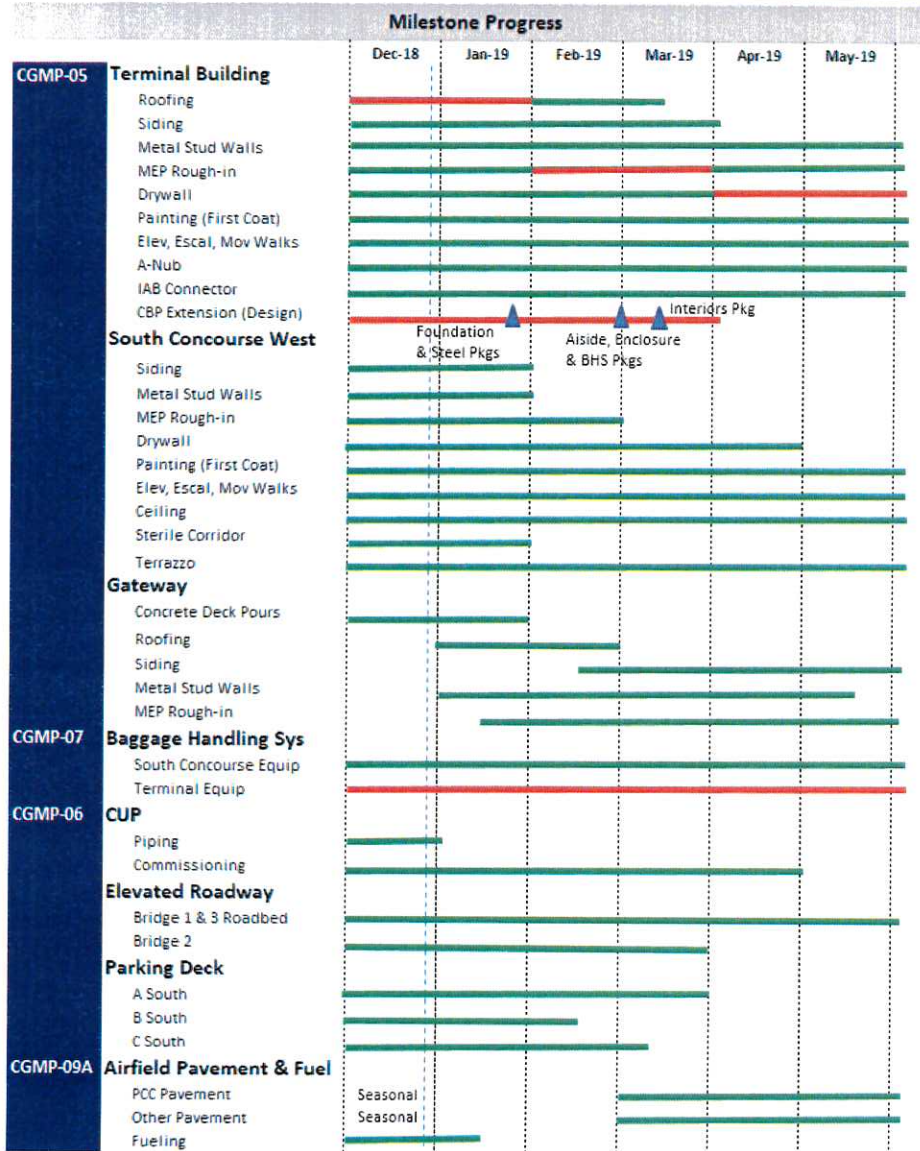 Milestone Progress
Dec-18 Jan-19 Feb-19 Mar-19 Apr-19 May-19
CGMP-05 Terminal Building
Roofing
Siding
Metal Stud Walls
MEP Rough-in
Drywall
Painting (First Coat)
Elev, Escal, Mov Walks
A-Nub
IAB Connector
CBP Extension (Design)
Interiors Pkg
Foundation
& Steel Pkgs
Aiside, Enclosure
& BHS Pkgs
South Concourse West
Siding
Metal Stud Walls
MEP Rough-in
Drywall
Painting (First Coat)
Elev, Escal, Mov Walks
Ceiling
Sterile Corridor
Terrazzo
Gateway
Concrete Deck Pours
Roofing
Siding
Metal Stud Walls
MEP Rough-in
CGMP-07 Baggage Handling Sys
South Concourse Equip
Terminal Equip
CGMP-06 CUP
Piping
Commissioning
Elevated Roadway
Bridge 1 & 3 Roadbed
Bridge 2
Parking Deck
A South
B South
C South
CGMP-09A Airfield Pavement & Fuel
PCC Pavement Seasonal
Other Pavement Seasonal
Fueling